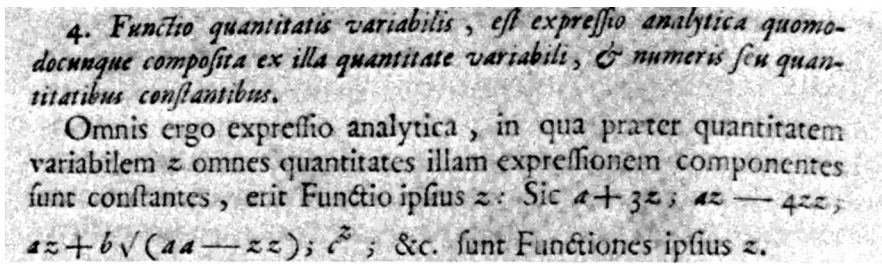 4. Functio quantitatis variabilis, eſt expreſſio analytica quomo-
docunque compoſita ex illa quantitate variabili, & numeris ſeu quan-
titatibus conſtantibus.
Omnis ergo expreſſio analytica, in qua præter quantitatem
variabilem z omnes quantitates illam expreſſionem componentes
ſunt conſtantes, erit Functio ipſius z: Sic a + 3z; az — 4zz;
az + b√(aa — zz); c^z; &c. ſunt Functiones ipſius z.